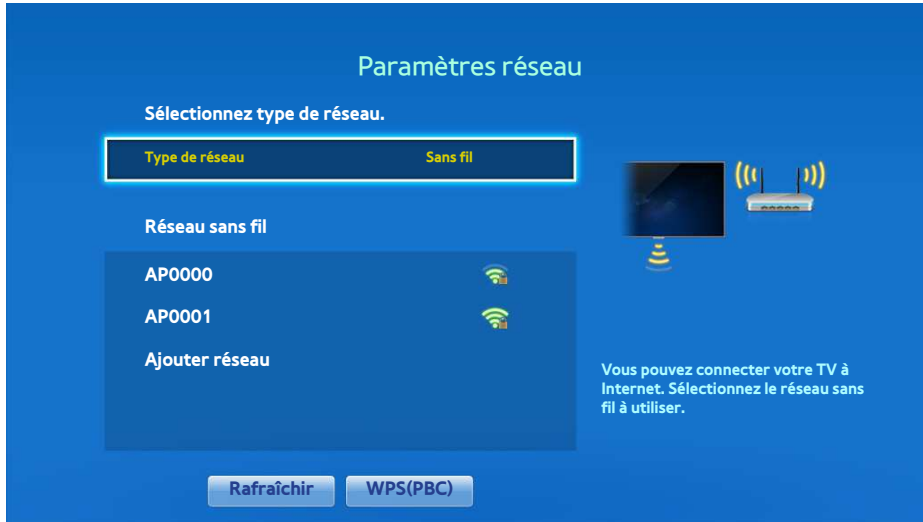 Paramètres réseau
Sélectionnez type de réseau.
Type de réseau Sans fil
Réseau sans fil
AP0000
AP0001
Ajouter réseau
Vous pouvez connecter votre TV à
Internet. Sélectionnez le réseau sans
fil à utiliser.
Rafraîchir WPS(PBC)